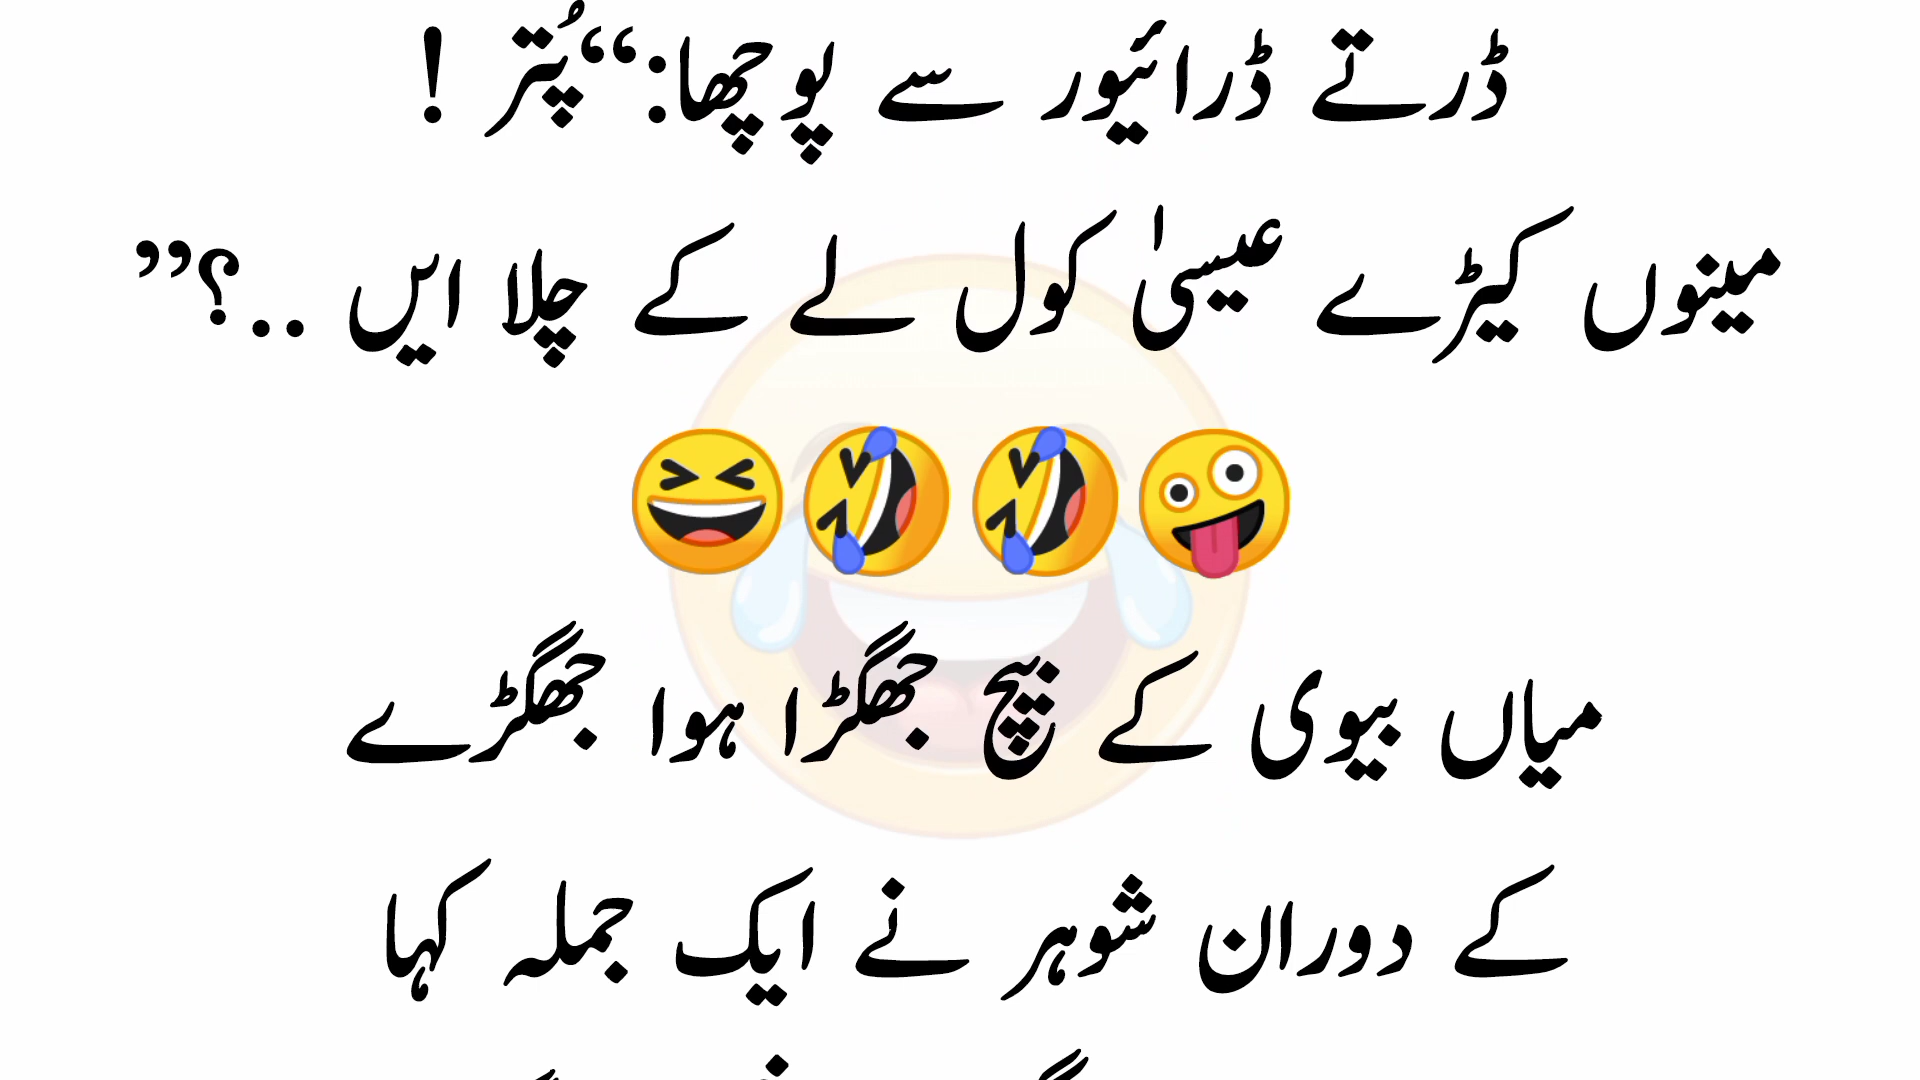 ڈرتے ڈرائیور سے پوچھا:“پُتر !
مینوں کیڑے عیسیٰ کول لے کے چلا ایں ..؟”
😆🤣🤣🤪
میاں بیوی کے بیچ جھگڑا ہوا جھگڑے
کے دوران شوہر نے ایک جملہ کہا